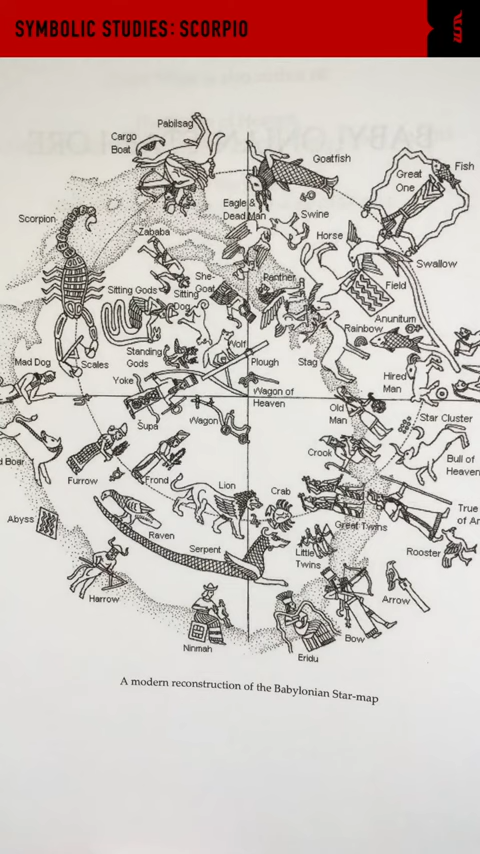 SYMBOLIC STUDIES: SCORPIO
Pabilsag
Cargo
Boat
Goatfish
Fish
Great
One
Scorpion
Eagle &
Dead Man
Swine
Zababa
Horse
Swallow
She-
Goat
Panther
Field
Sitting Gods
Sitting
Dog
Anunitum
Rainbow
Standing
Gods
Wolf
Plough
Stag
Mad Dog
Scales
Yoke
Hired
Man
Wagon of
Heaven
Old
Man
Star Cluster
Supa
Wagon
d Boar
Crook
Bull of
Heaven
Furrow
Frond
Lion
Crab
Great Twins
True
of An
Abyss
Raven
Serpent
Little
Twins
Rooster
Harrow
Arrow
Ninmah
Bow
Eridu
A modern reconstruction of the Babylonian Star-map